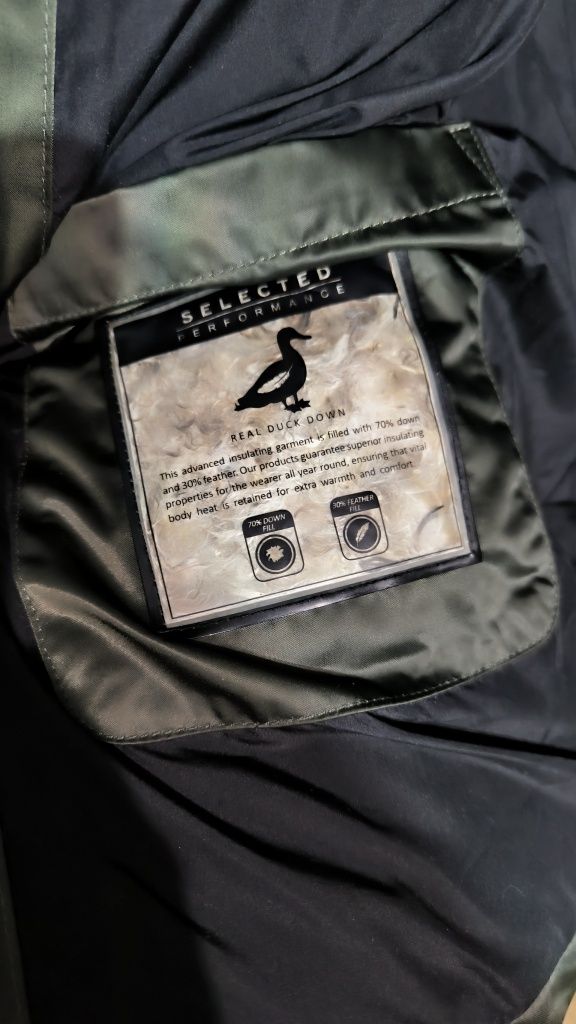 SELECTED
PERFORMANCE
REAL DUCK DOWN
This advanced insulating garment is filled with 70% down
and 30% feather. Our products guarantee superior insulating
properties for the wearer all year round, ensuring that vital
body heat is retained for extra warmth and comfort
70% DOWN
FILL
30% FEATHER
FILL